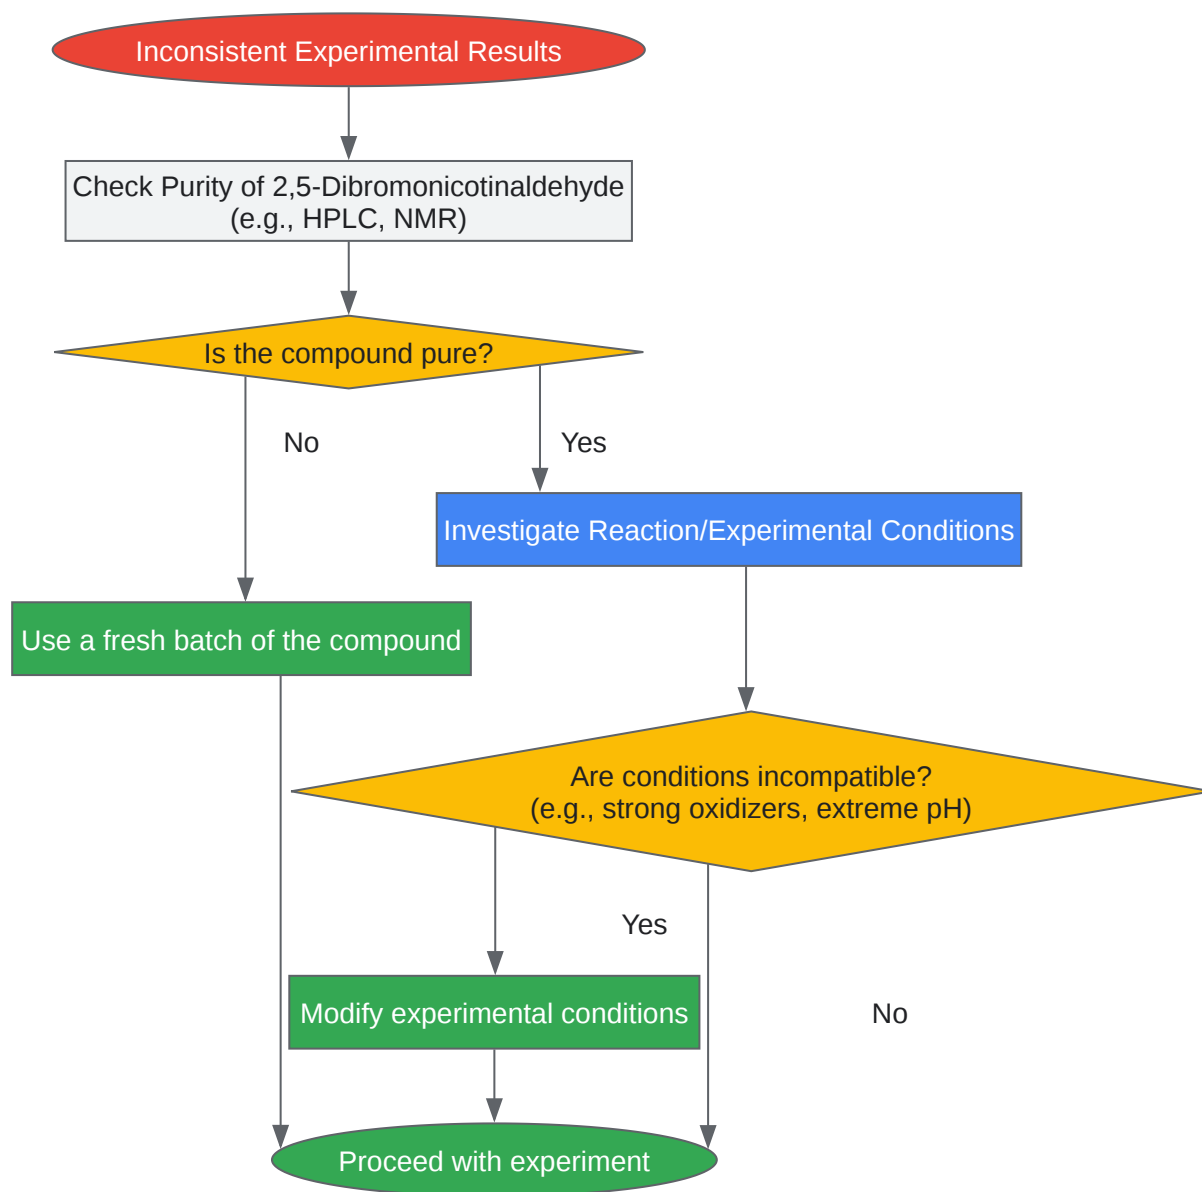 Inconsistent Experimental Results
Check Purity of 2,5-Dibromonicotinaldehyde
(e.g., HPLC, NMR)
Is the compound pure?
No
Yes
Investigate Reaction/Experimental Conditions
Use a fresh batch of the compound
Are conditions incompatible?
(e.g., strong oxidizers, extreme pH)
Yes
Modify experimental conditions
No
Proceed with experiment